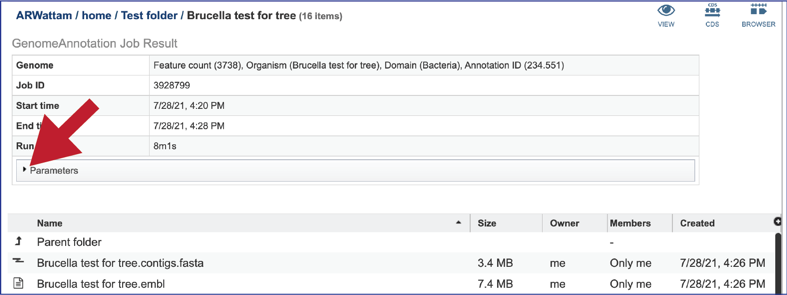 ARWattam / home / Test folder / Brucella test for tree (16 items)
VIEW CDS CDS BROWSER
GenomeAnnotation Job Result
Genome Feature count (3738), Organism (Brucella test for tree), Domain (Bacteria), Annotation ID (234.551)
Job ID 3928799
Start time 7/28/21, 4:20 PM
End 7/28/21, 4:28 PM
Run 8m1s
Parameters
Name Size Owner Members Created
Parent folder -
Brucella test for tree.contigs.fasta 3.4 MB me Only me 7/28/21, 4:26 PM
Brucella test for tree.embl 7.4 MB me Only me 7/28/21, 4:26 PM